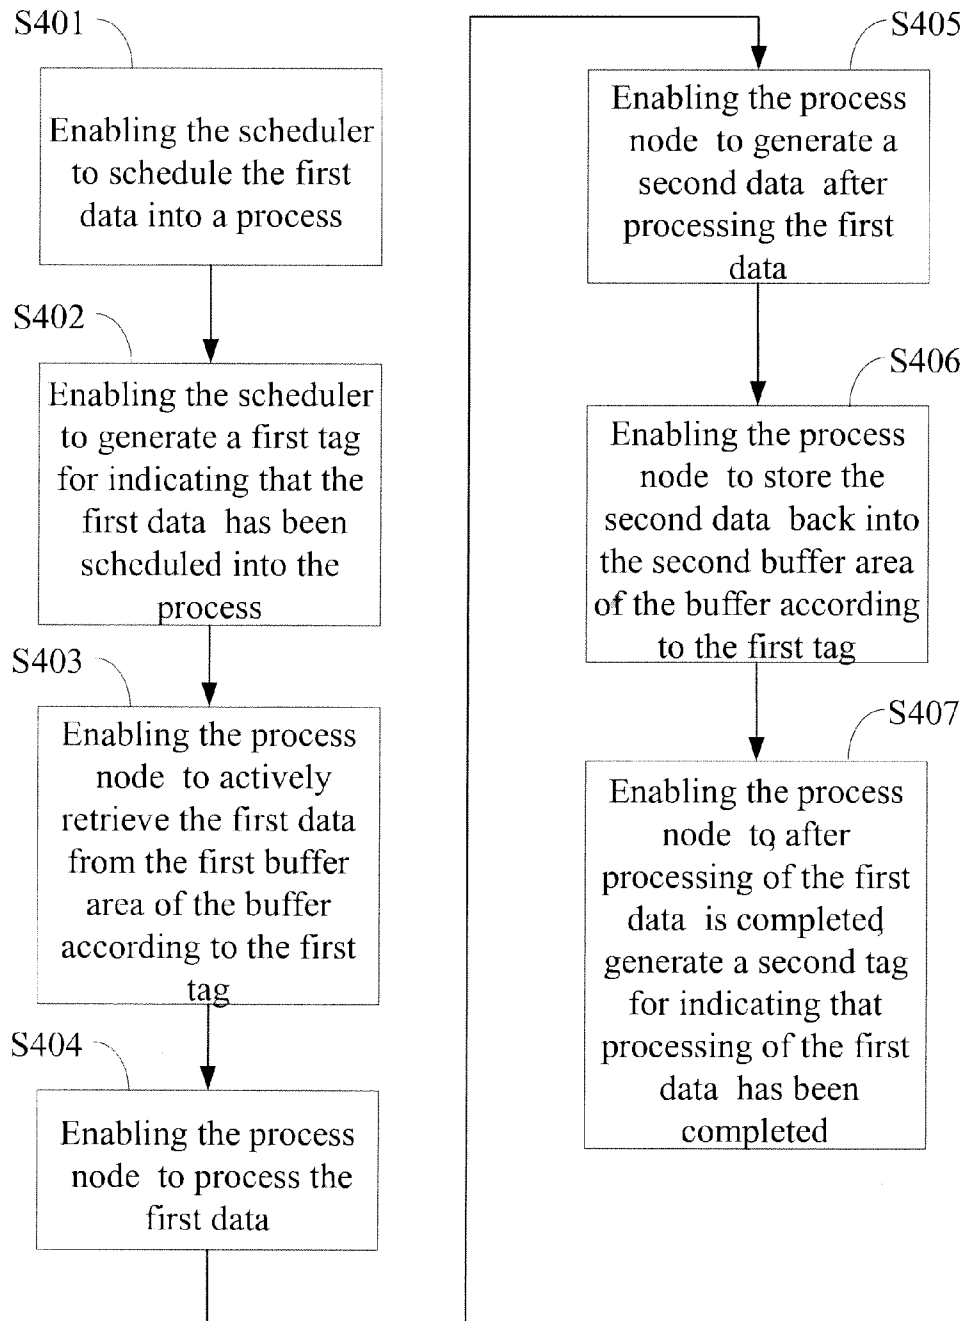 S401
Enabling the scheduler
to schedule the first
data into a process
S402
Enabling the scheduler
to generate a first tag
for indicating that the
first data has been
scheduled into the
process
S403
Enabling the process
node to actively
retrieve the first data
from the first buffer
area of the buffer
according to the first
tag
S404
Enabling the process
node to process the
first data
S405
Enabling the process
node to generate a
second data after
processing the first
data
S406
Enabling the process
node to store the
second data back into
the second buffer area
of the buffer according
to the first tag
S407
Enabling the process
node to, after
processing of the first
data is completed,
generate a second tag
for indicating that
processing of the first
data has been
completed